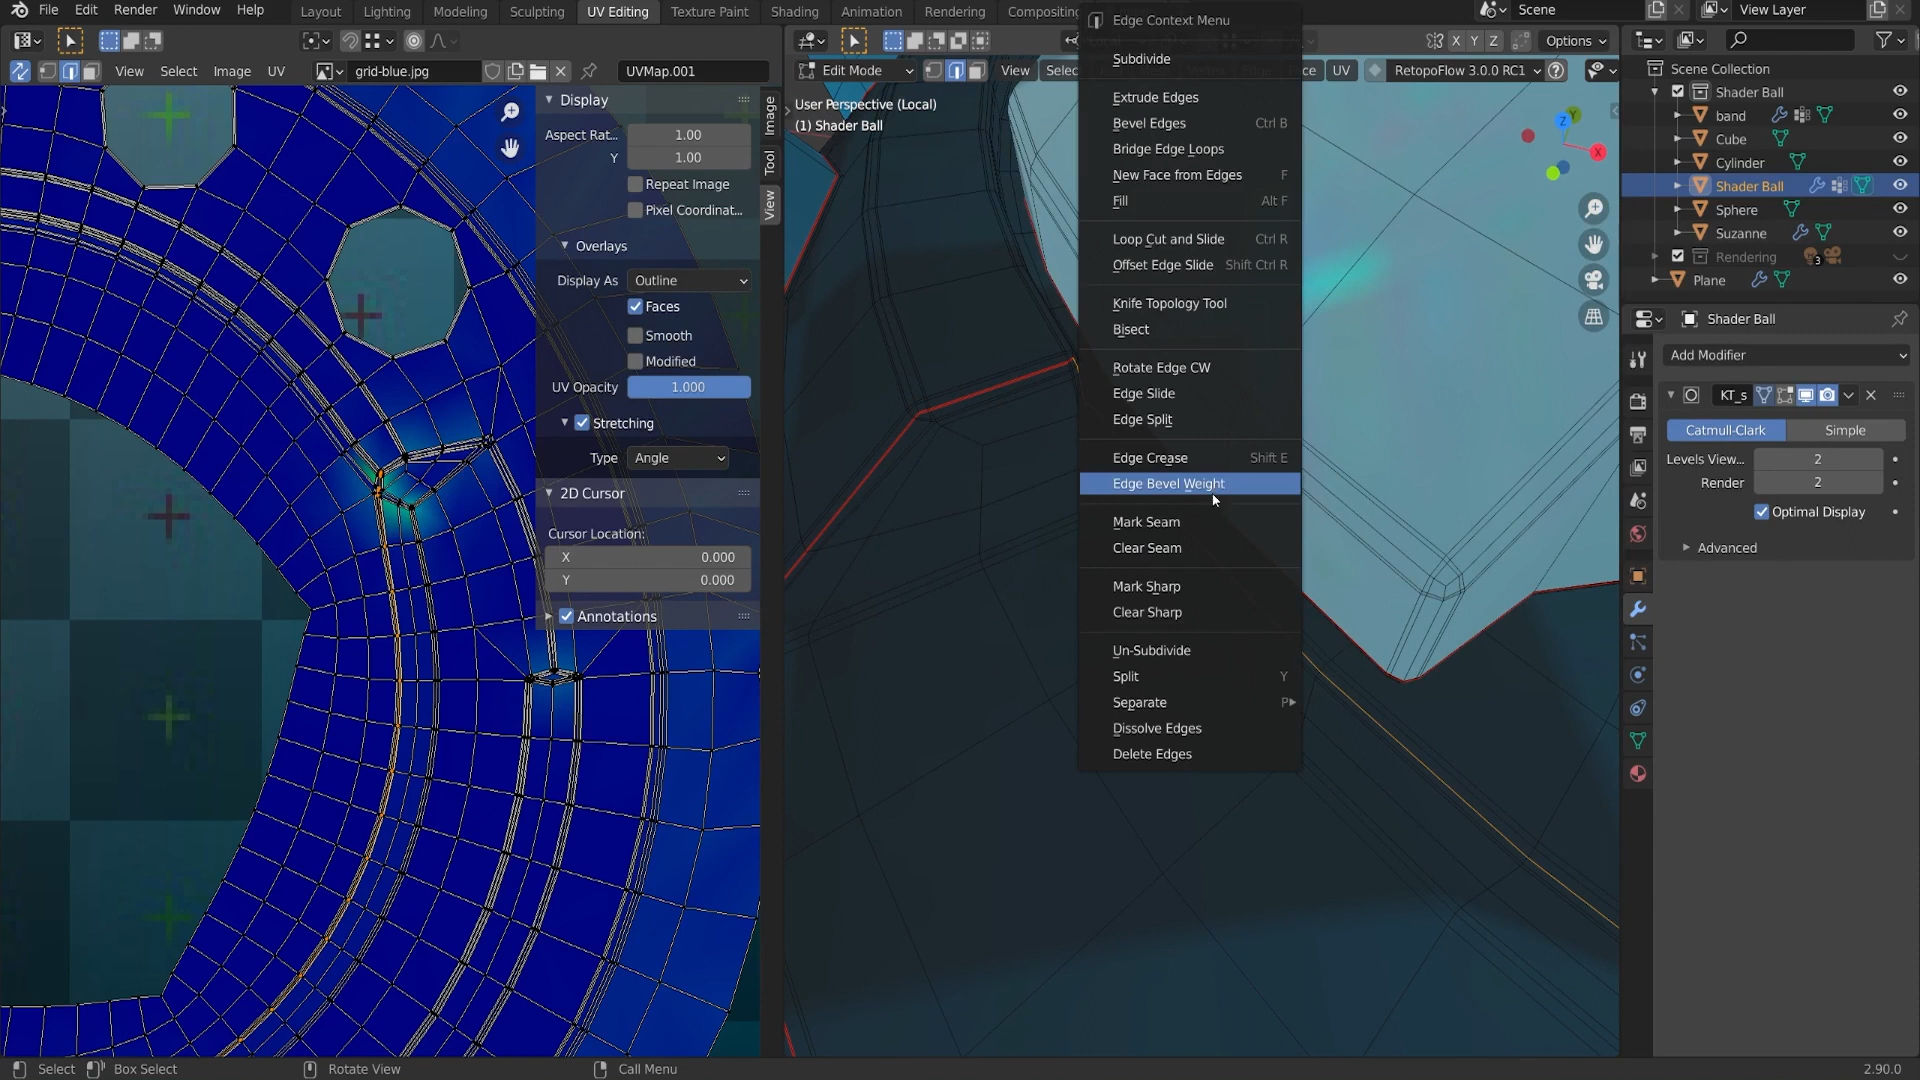 File Edit Render Window Help
Layout Lighting Modeling Sculpting UV Editing Texture Paint Shading Animation Rendering
Scene
View Layer
X Y Z
Options
View Select Image UV
grid-blue.jpg
UVMap.001
Edit Mode
View
UV
RetopoFlow 3.0.0 RC1
User Perspective (Local)
(1) Shader Ball
Z
Y
X
Display
Aspect Rat... 1.00
Y 1.00
Repeat Image
Pixel Coordinat...
Overlays
Display As Outline
Faces
Smooth
Modified
UV Opacity 1.000
Stretching
Type Angle
2D Cursor
Cursor Location:
X 0.000
Y 0.000
Annotations
Image
Tool
View
Edge Context Menu
Subdivide
Extrude Edges
Bevel Edges Ctrl B
Bridge Edge Loops
New Face from Edges F
Fill Alt F
Loop Cut and Slide Ctrl R
Offset Edge Slide Shift Ctrl R
Knife Topology Tool
Bisect
Rotate Edge CW
Edge Slide
Edge Split
Edge Crease Shift E
Edge Bevel Weight
Mark Seam
Clear Seam
Mark Sharp
Clear Sharp
Un-Subdivide
Split Y
Separate P
Dissolve Edges
Delete Edges
Scene Collection
Shader Ball
band
Cube
Cylinder
Shader Ball
Sphere
Suzanne
Rendering 3
Plane
Shader Ball
Add Modifier
KT_s
Catmull-Clark Simple
Levels View... 2
Render 2
Optimal Display
Advanced
Select Box Select Rotate View Call Menu 2.90.0